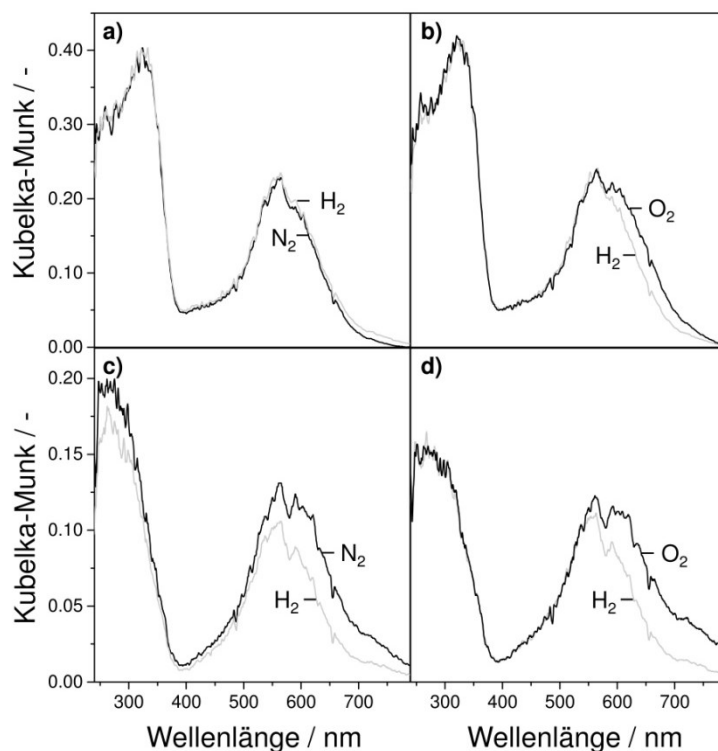 a)
b)
Kubelka-Munk / -
0.40
0.30
0.20
0.10
0.00
H₂
N₂
O₂
H₂
c)
d)
Kubelka-Munk / -
0.20
0.15
0.10
0.05
0.00
N₂
H₂
O₂
H₂
300 400 500 600 700 300 400 500 600 700
Wellenlänge / nm Wellenlänge / nm